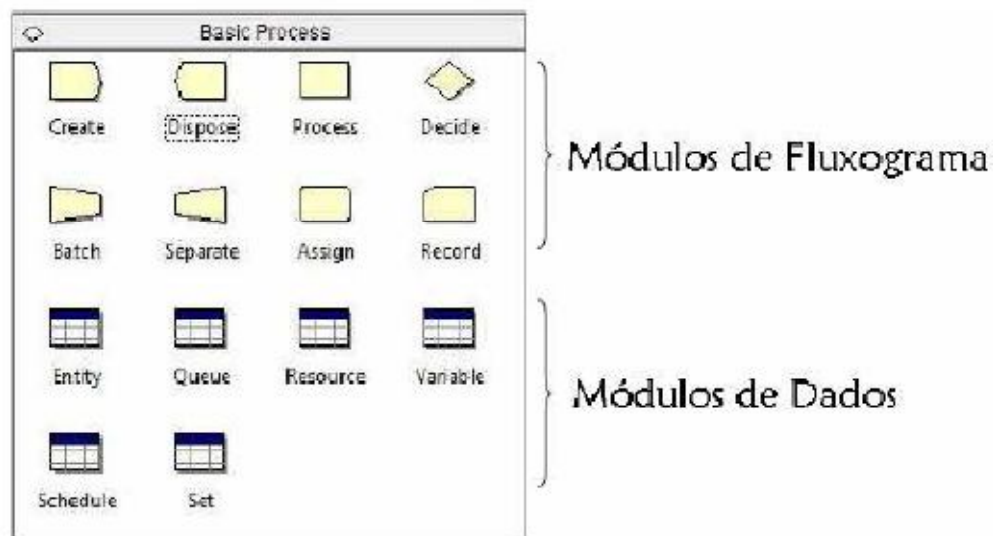 Basic Process
Create Dispose Process Decide
Módulos de Fluxograma
Batch Separate Assign Record
Entity Queue Resource Variable
Módulos de Dados
Schedule Set